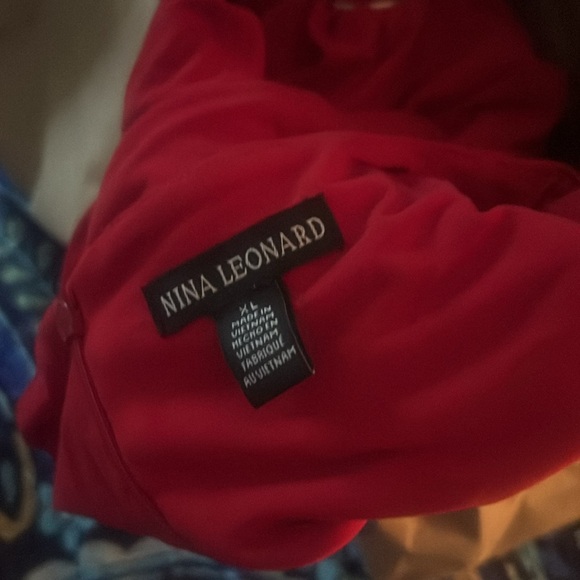 NINA LEONARD
XL
MADE IN
VIETNAM
HECHO EN
VIETNAM
FABRIQUÉ
AU VIETNAM